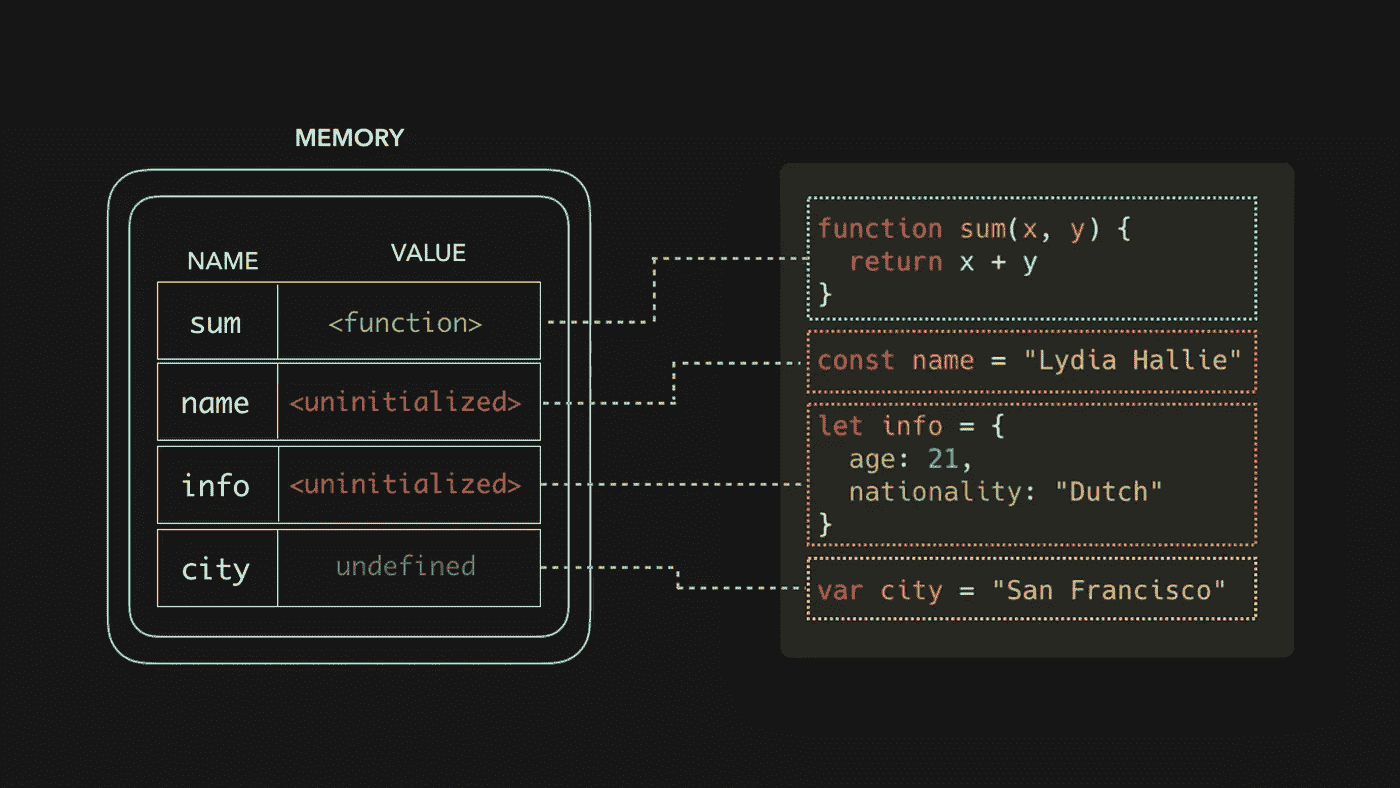 MEMORY
NAME VALUE
sum <function>
name <uninitialized>
info <uninitialized>
city undefined
function sum(x, y) {
  return x + y
}
const name = "Lydia Hallie"
let info = {
  age: 21,
  nationality: "Dutch"
}
var city = "San Francisco"